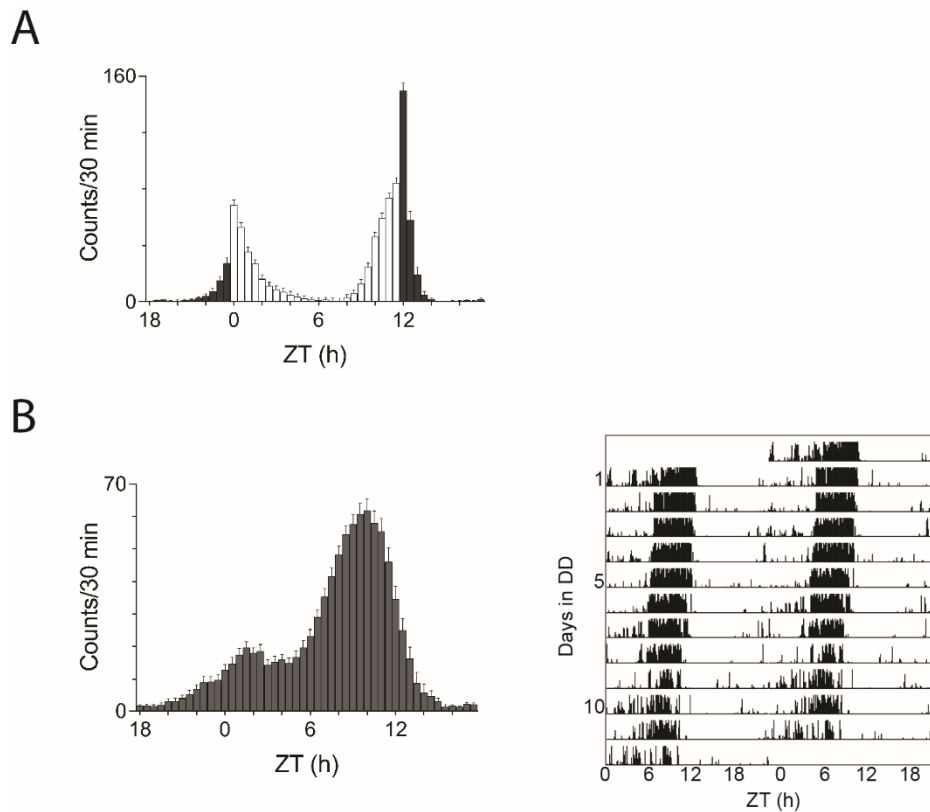 A
160
Counts/30 min
0
18 0 6 12
ZT (h)
B
70
Counts/30 min
0
18 0 6 12
ZT (h)
Days in DD
1
5
10
0 6 12 18 0 6 12 18
ZT (h)